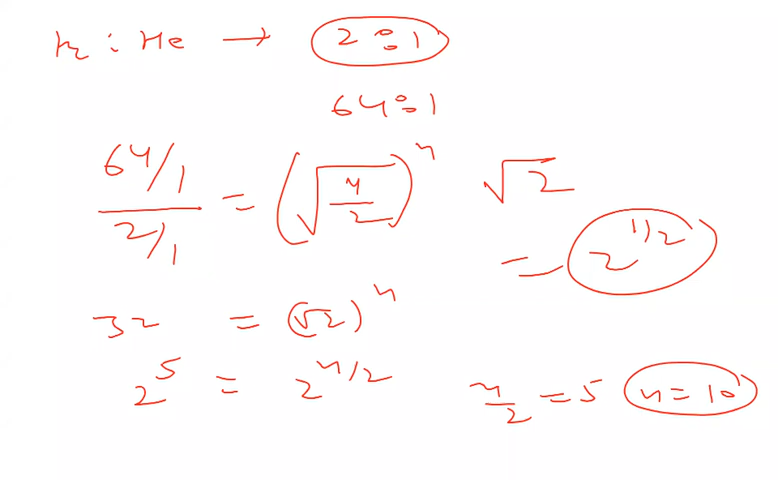 H₂ : He → 2 : 1
64 : 1
64/1 / 2/1 = (√(4/2))ⁿ √2
= 2^(1/2)
32 = (√2)ⁿ
2⁵ = 2^(n/2) n/2 = 5 n = 10